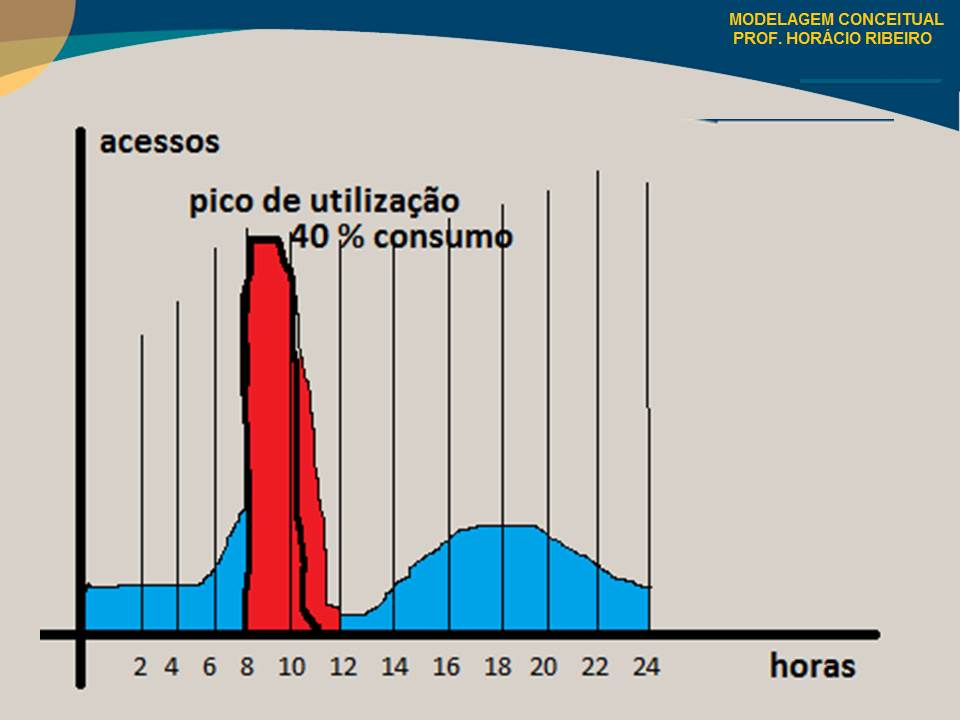 MODELAGEM CONCEITUAL
PROF. HORÁCIO RIBEIRO
acessos
pico de utilização
40 % consumo
2 4 6 8 10 12 14 16 18 20 22 24 horas